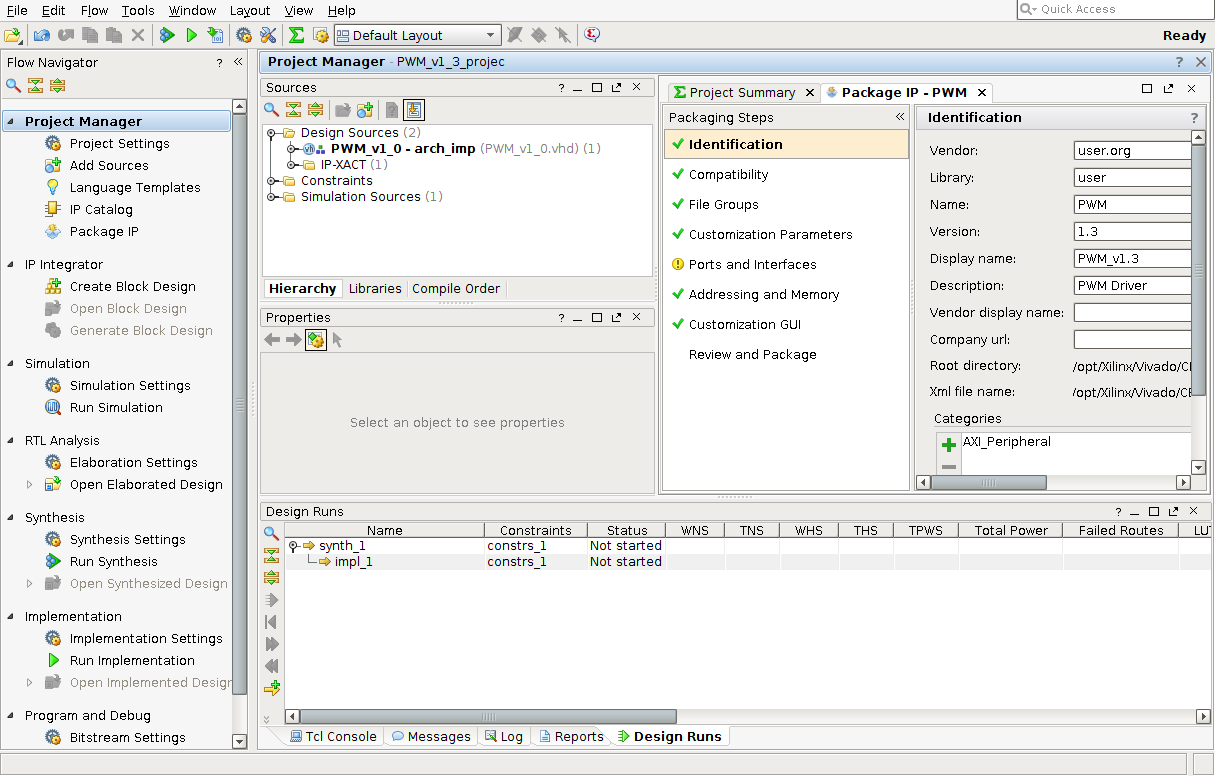 File Edit Flow Tools Window Layout View Help
Quick Access
Default Layout
Ready
Flow Navigator ? «
Project Manager
Project Settings
Add Sources
Language Templates
IP Catalog
Package IP
IP Integrator
Create Block Design
Open Block Design
Generate Block Design
Simulation
Simulation Settings
Run Simulation
RTL Analysis
Elaboration Settings
Open Elaborated Design
Synthesis
Synthesis Settings
Run Synthesis
Open Synthesized Design
Implementation
Implementation Settings
Run Implementation
Open Implemented Design
Program and Debug
Bitstream Settings
Project Manager - PWM_v1_3_projec ?
Sources ?
Design Sources (2)
PWM_v1_0 - arch_imp (PWM_v1_0.vhd) (1)
IP-XACT (1)
Constraints
Simulation Sources (1)
Hierarchy Libraries Compile Order
Properties ?
Select an object to see properties
Project Summary
Package IP - PWM
Packaging Steps «
Identification
Compatibility
File Groups
Customization Parameters
Ports and Interfaces
Addressing and Memory
Customization GUI
Review and Package
Identification ?
Vendor: user.org
Library: user
Name: PWM
Version: 1.3
Display name: PWM_v1.3
Description: PWM Driver
Vendor display name:
Company url:
Root directory: /opt/Xilinx/Vivado/CI
Xml file name: /opt/Xilinx/Vivado/CI
Categories
AXI_Peripheral
Design Runs ?
Name Constraints Status WNS TNS WHS THS TPWS Total Power Failed Routes LU
synth_1 constrs_1 Not started
impl_1 constrs_1 Not started
Tcl Console Messages Log Reports Design Runs